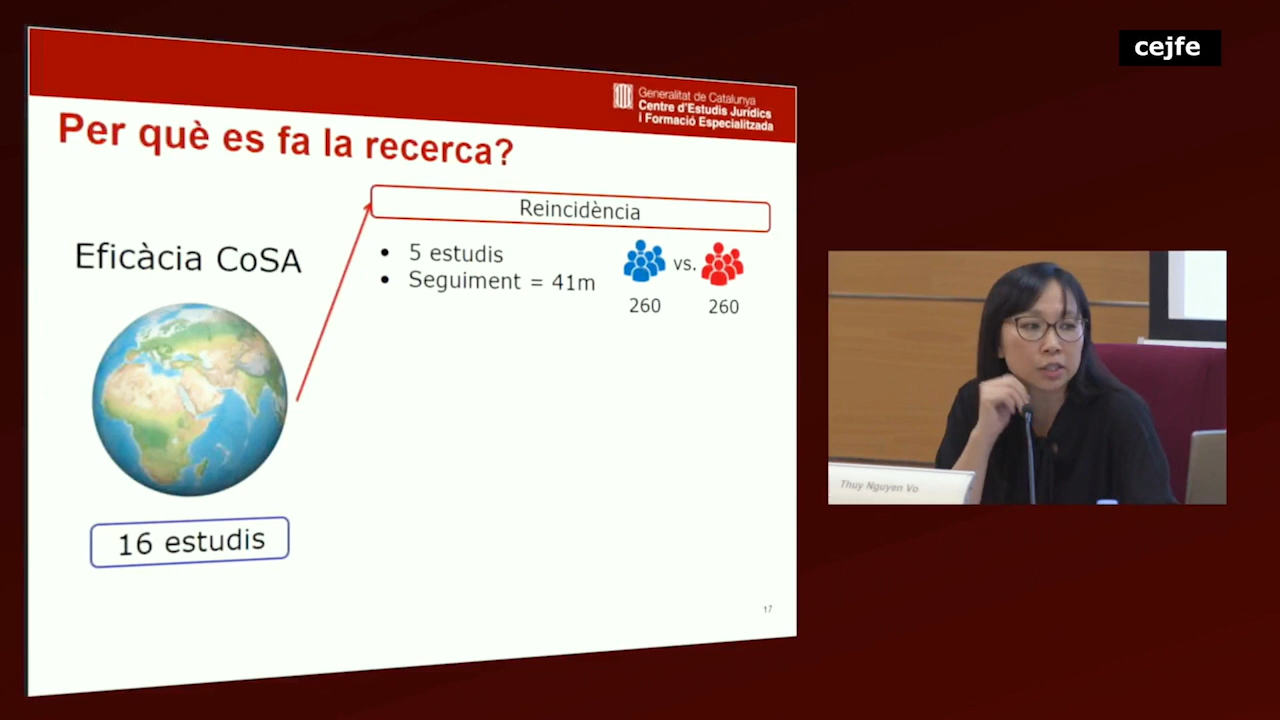 cejfe
Generalitat de Catalunya
Centre d'Estudis Jurídics
i Formació Especialitzada
Per què es fa la recerca?
Reincidència
Eficàcia CoSA
• 5 estudis
• Seguiment = 41m
vs.
260
260
16 estudis
17
Thuy Nguyen Vo